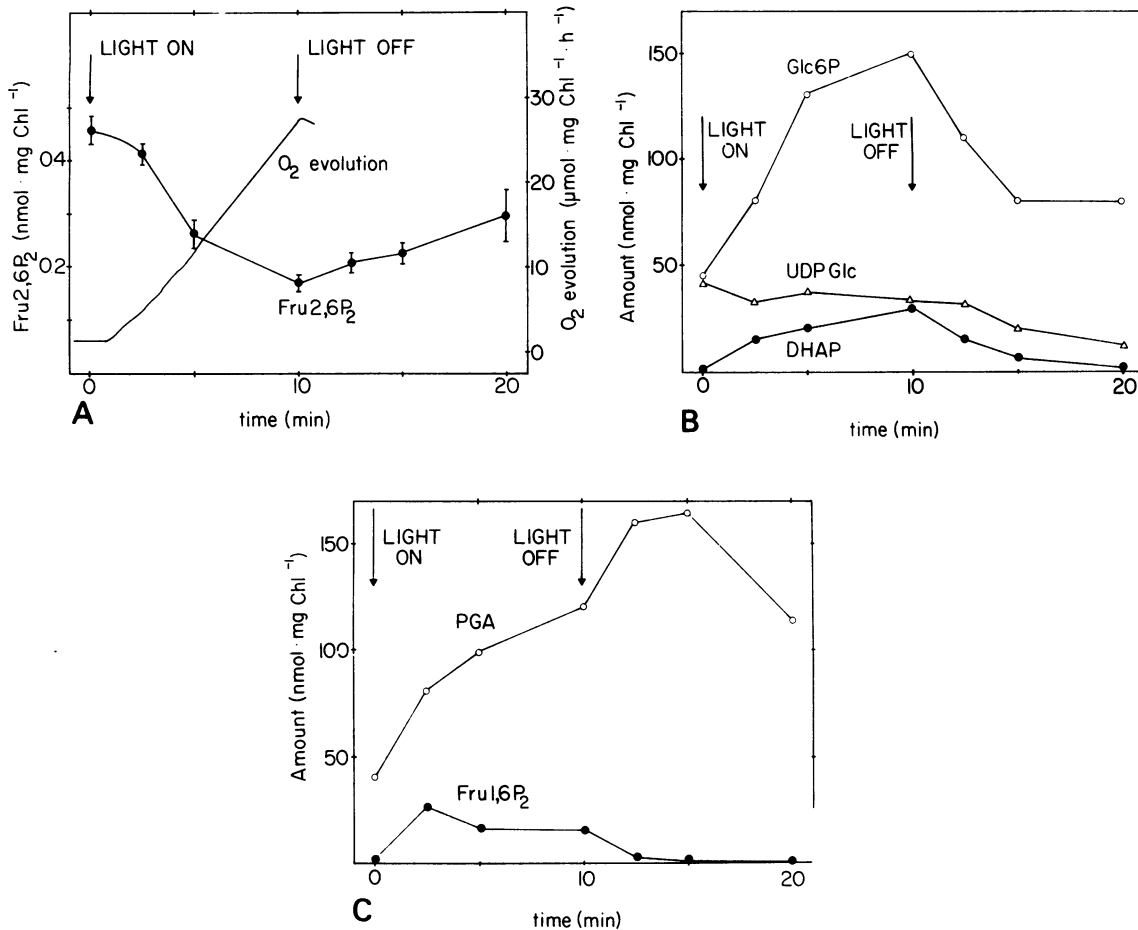 LIGHT ON
LIGHT OFF
Fru2,6P₂ (nmol · mg Chl ⁻¹)
04
02
O₂ evolution
Fru2,6P₂
30
20
10
0
O₂ evolution (μmol · mg Chl⁻¹ · h⁻¹)
0
10
20
time (min)
A
Amount (nmol · mg Chl ⁻¹)
150
100
50
Glc6P
LIGHT
ON
LIGHT
OFF
UDPGlc
DHAP
0
10
20
time (min)
B
Amount (nmol · mg Chl ⁻¹)
150
100
50
LIGHT
ON
LIGHT
OFF
PGA
Fru1,6P₂
0
10
20
time (min)
C